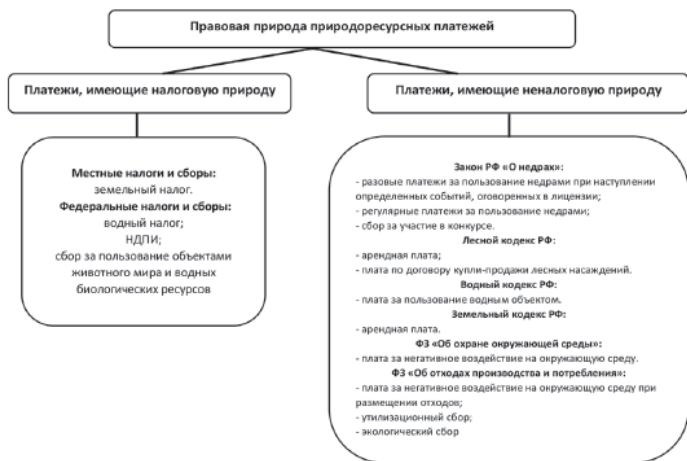 Правовая природа природоресурсных платежей
Платежи, имеющие налоговую природу
Платежи, имеющие неналоговую природу
Местные налоги и сборы:
земельный налог.
Федеральные налоги и сборы:
водный налог;
НДПИ;
сбор за пользование объектами
животного мира и водных
биологических ресурсов
Закон РФ «О недрах»:
- разовые платежи за пользование недрами при наступлении
определенных событий, оговоренных в лицензии;
- регулярные платежи за пользование недрами;
- сбор за участие в конкурсе.
Лесной кодекс РФ:
- арендная плата;
- плата по договору купли-продажи лесных насаждений.
Водный кодекс РФ:
- плата за пользование водным объектом.
Земельный кодекс РФ:
- арендная плата.
ФЗ «Об охране окружающей среды»:
- плата за негативное воздействие на окружающую среду.
ФЗ «Об отходах производства и потребления»:
- плата за негативное воздействие на окружающую среду при
размещении отходов;
- утилизационный сбор;
- экологический сбор